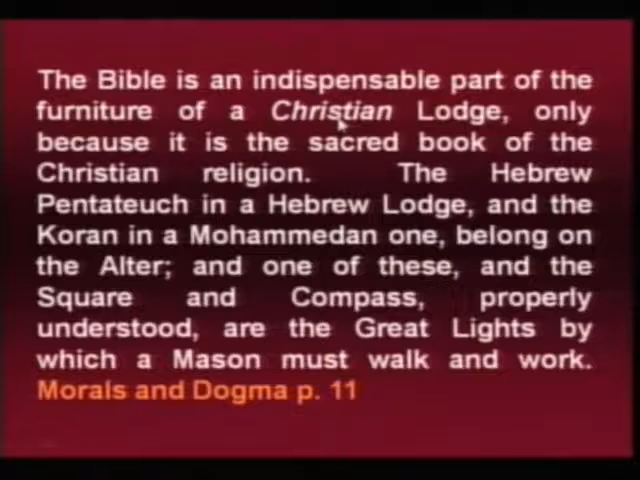 The Bible is an indispensable part of the
furniture of a Christian Lodge, only
because it is the sacred book of the
Christian religion. The Hebrew
Pentateuch in a Hebrew Lodge, and the
Koran in a Mohammedan one, belong on
the Alter; and one of these, and the
Square and Compass, properly
understood, are the Great Lights by
which a Mason must walk and work.
Morals and Dogma p. 11